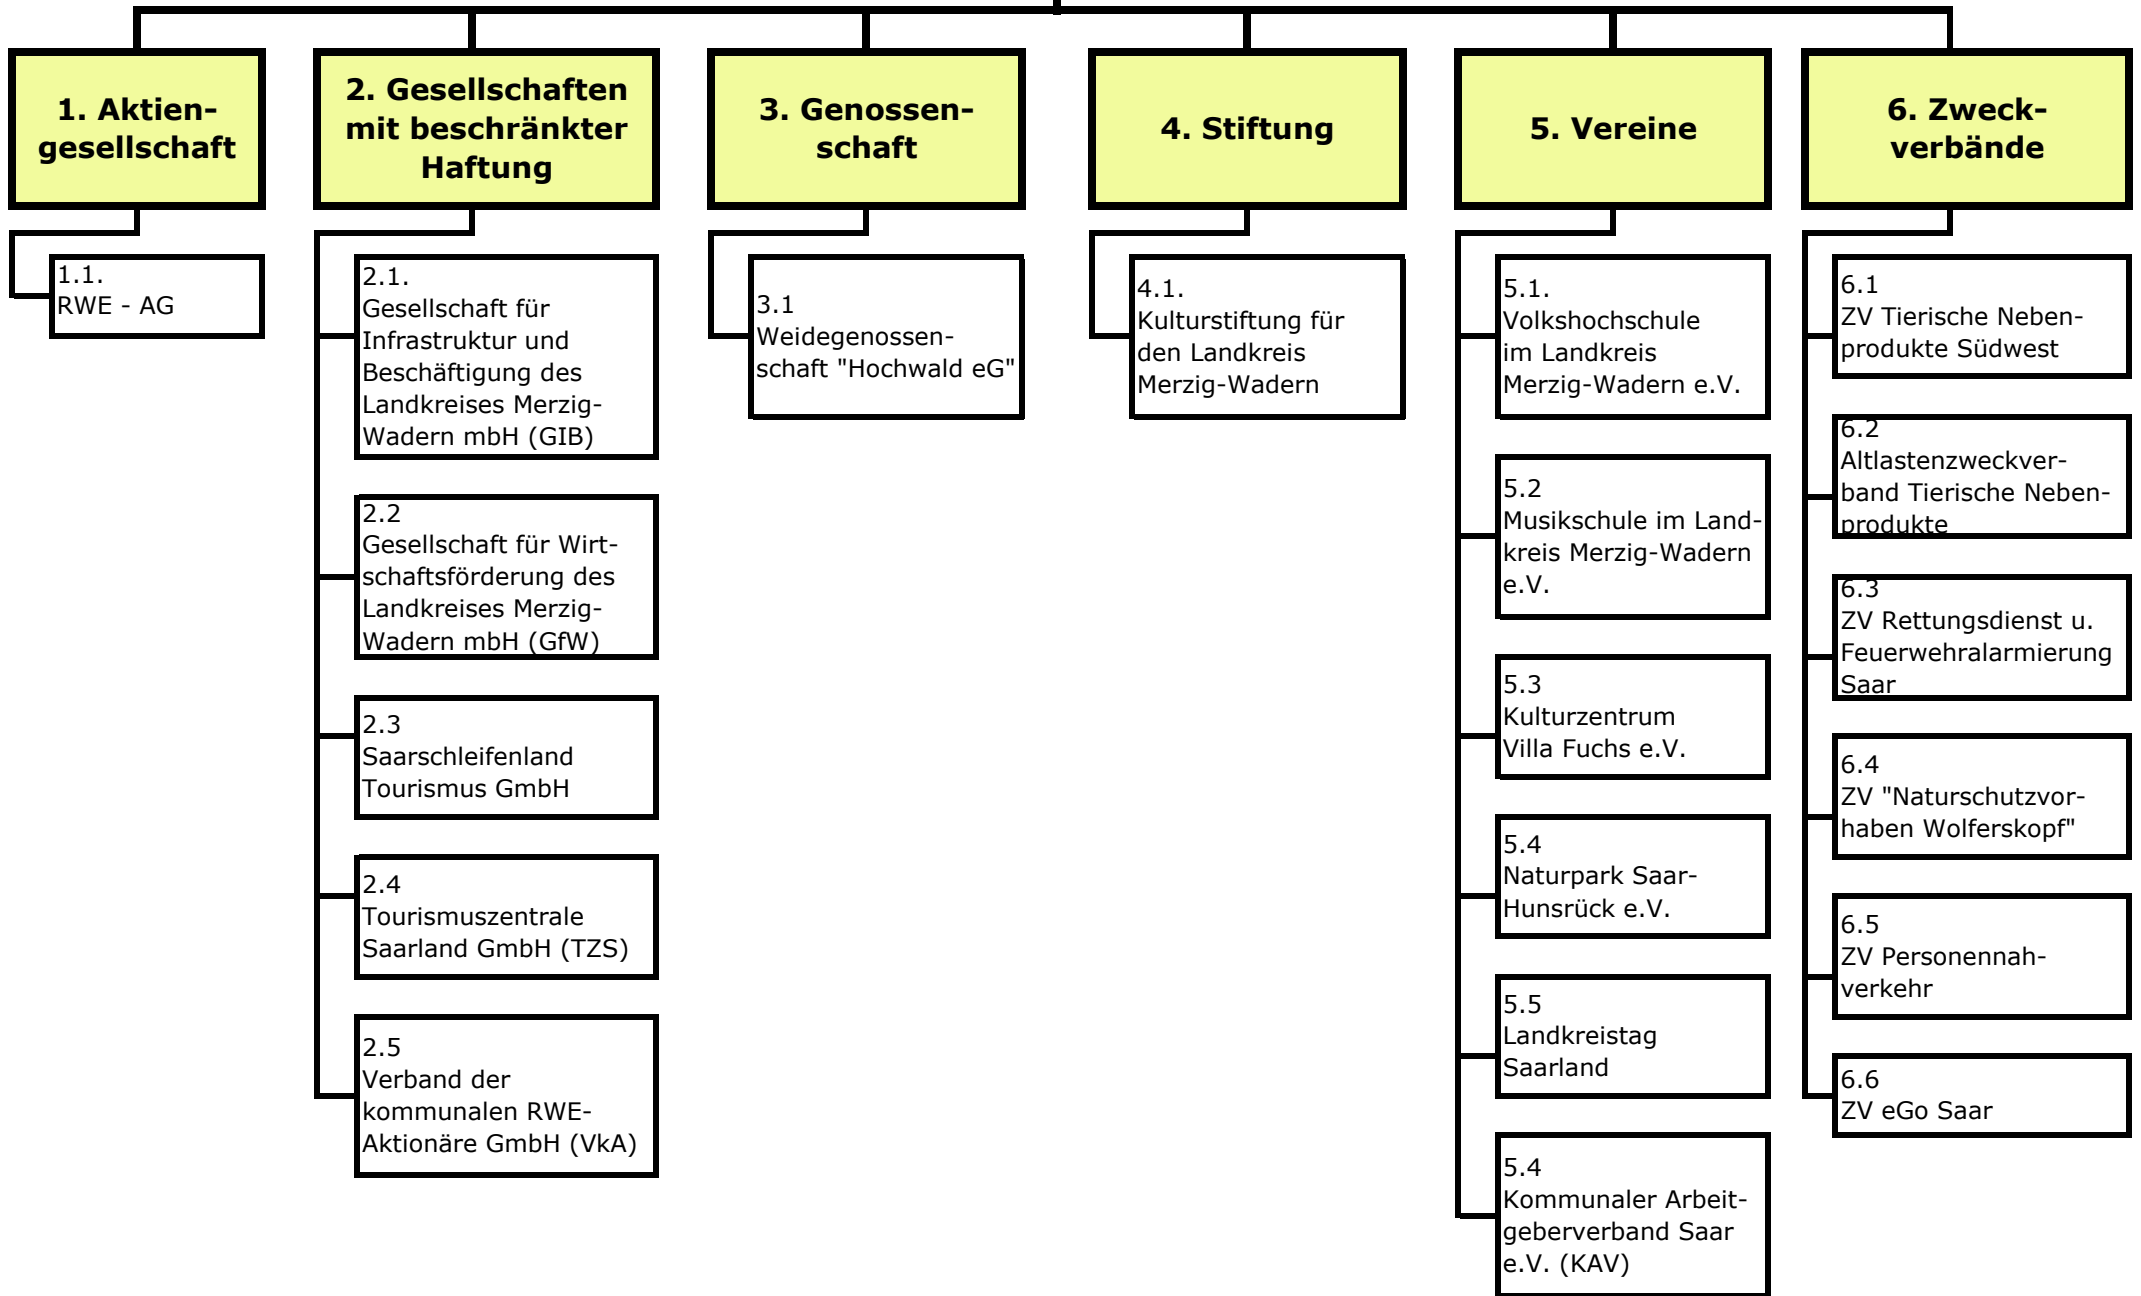 1. Aktien-
gesellschaft
2. Gesellschaften
mit beschränkter
Haftung
3. Genossen-
schaft
4. Stiftung
5. Vereine
6. Zweck-
verbände
1.1.
RWE - AG
2.1.
Gesellschaft für
Infrastruktur und
Beschäftigung des
Landkreises Merzig-
Wadern mbH (GIB)
2.2
Gesellschaft für Wirt-
schaftsförderung des
Landkreises Merzig-
Wadern mbH (GfW)
2.3
Saarschleifenland
Tourismus GmbH
2.4
Tourismuszentrale
Saarland GmbH (TZS)
2.5
Verband der
kommunalen RWE-
Aktionäre GmbH (VkA)
3.1
Weidegenossen-
schaft "Hochwald eG"
4.1.
Kulturstiftung für
den Landkreis
Merzig-Wadern
5.1.
Volkshochschule
im Landkreis
Merzig-Wadern e.V.
5.2
Musikschule im Land-
kreis Merzig-Wadern
e.V.
5.3
Kulturzentrum
Villa Fuchs e.V.
5.4
Naturpark Saar-
Hunsrück e.V.
5.5
Landkreistag
Saarland
5.4
Kommunaler Arbeit-
geberverband Saar
e.V. (KAV)
6.1
ZV Tierische Neben-
produkte Südwest
6.2
Altlastenzweckver-
band Tierische Neben-
produkte
6.3
ZV Rettungsdienst u.
Feuerwehralarmierung
Saar
6.4
ZV "Naturschutzvor-
haben Wolferskopf"
6.5
ZV Personennah-
verkehr
6.6
ZV eGo Saar